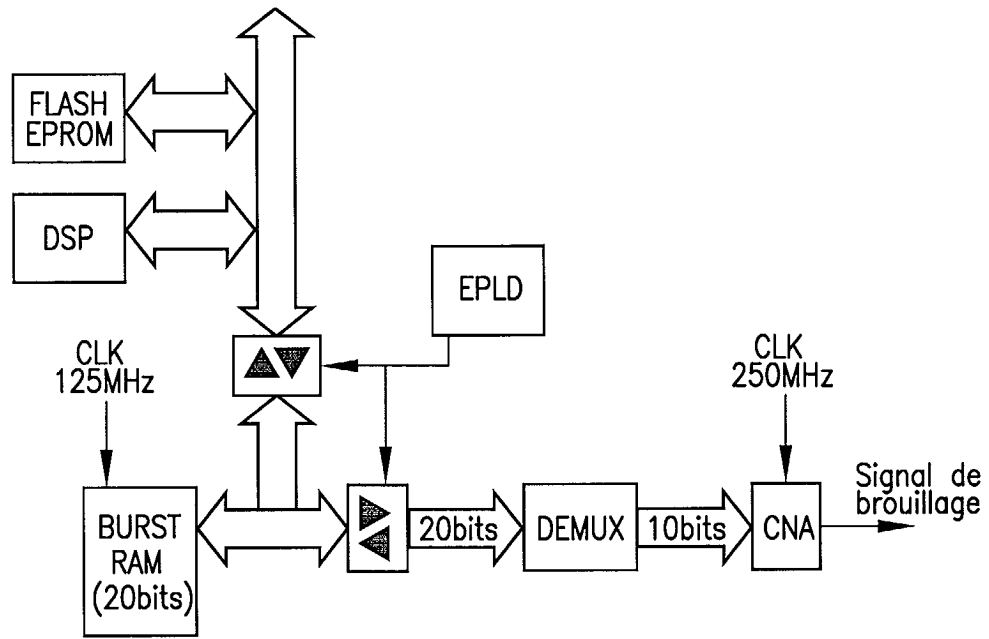 FLASH
EPROM
DSP
EPLD
CLK
125MHz
CLK
250MHz
BURST
RAM
(20bits)
20bits
DEMUX
10bits
CNA
Signal de
brouillage